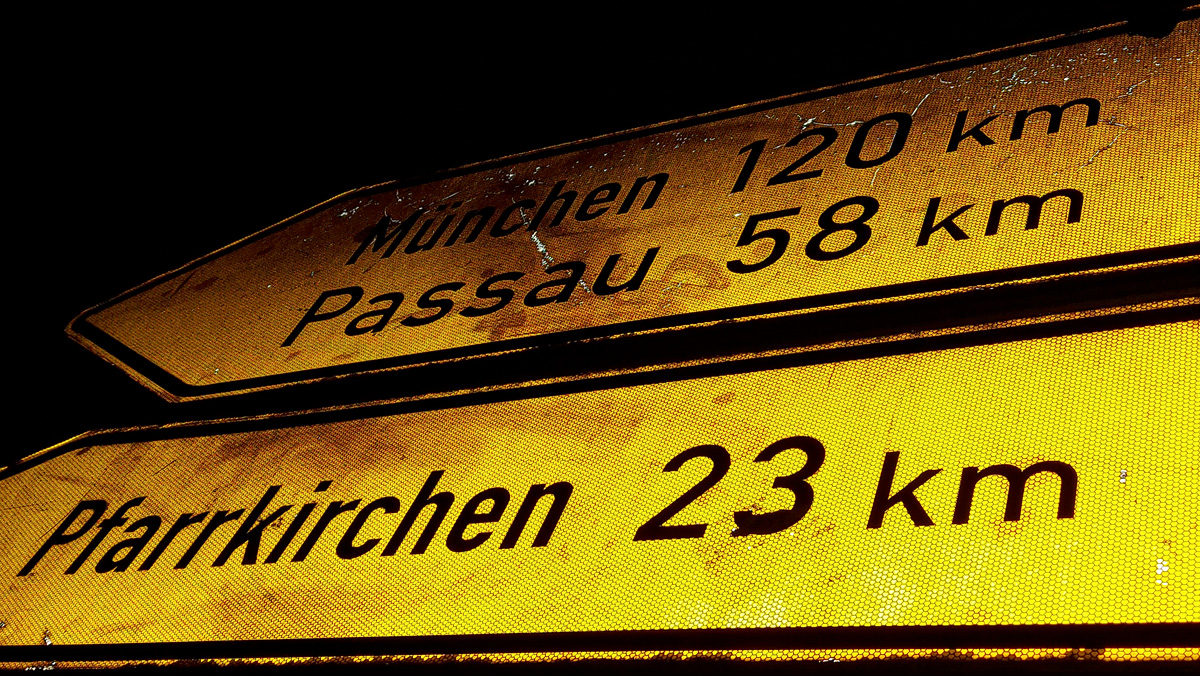 München 120 km
Passau 58 km
Pfarrkirchen 23 km